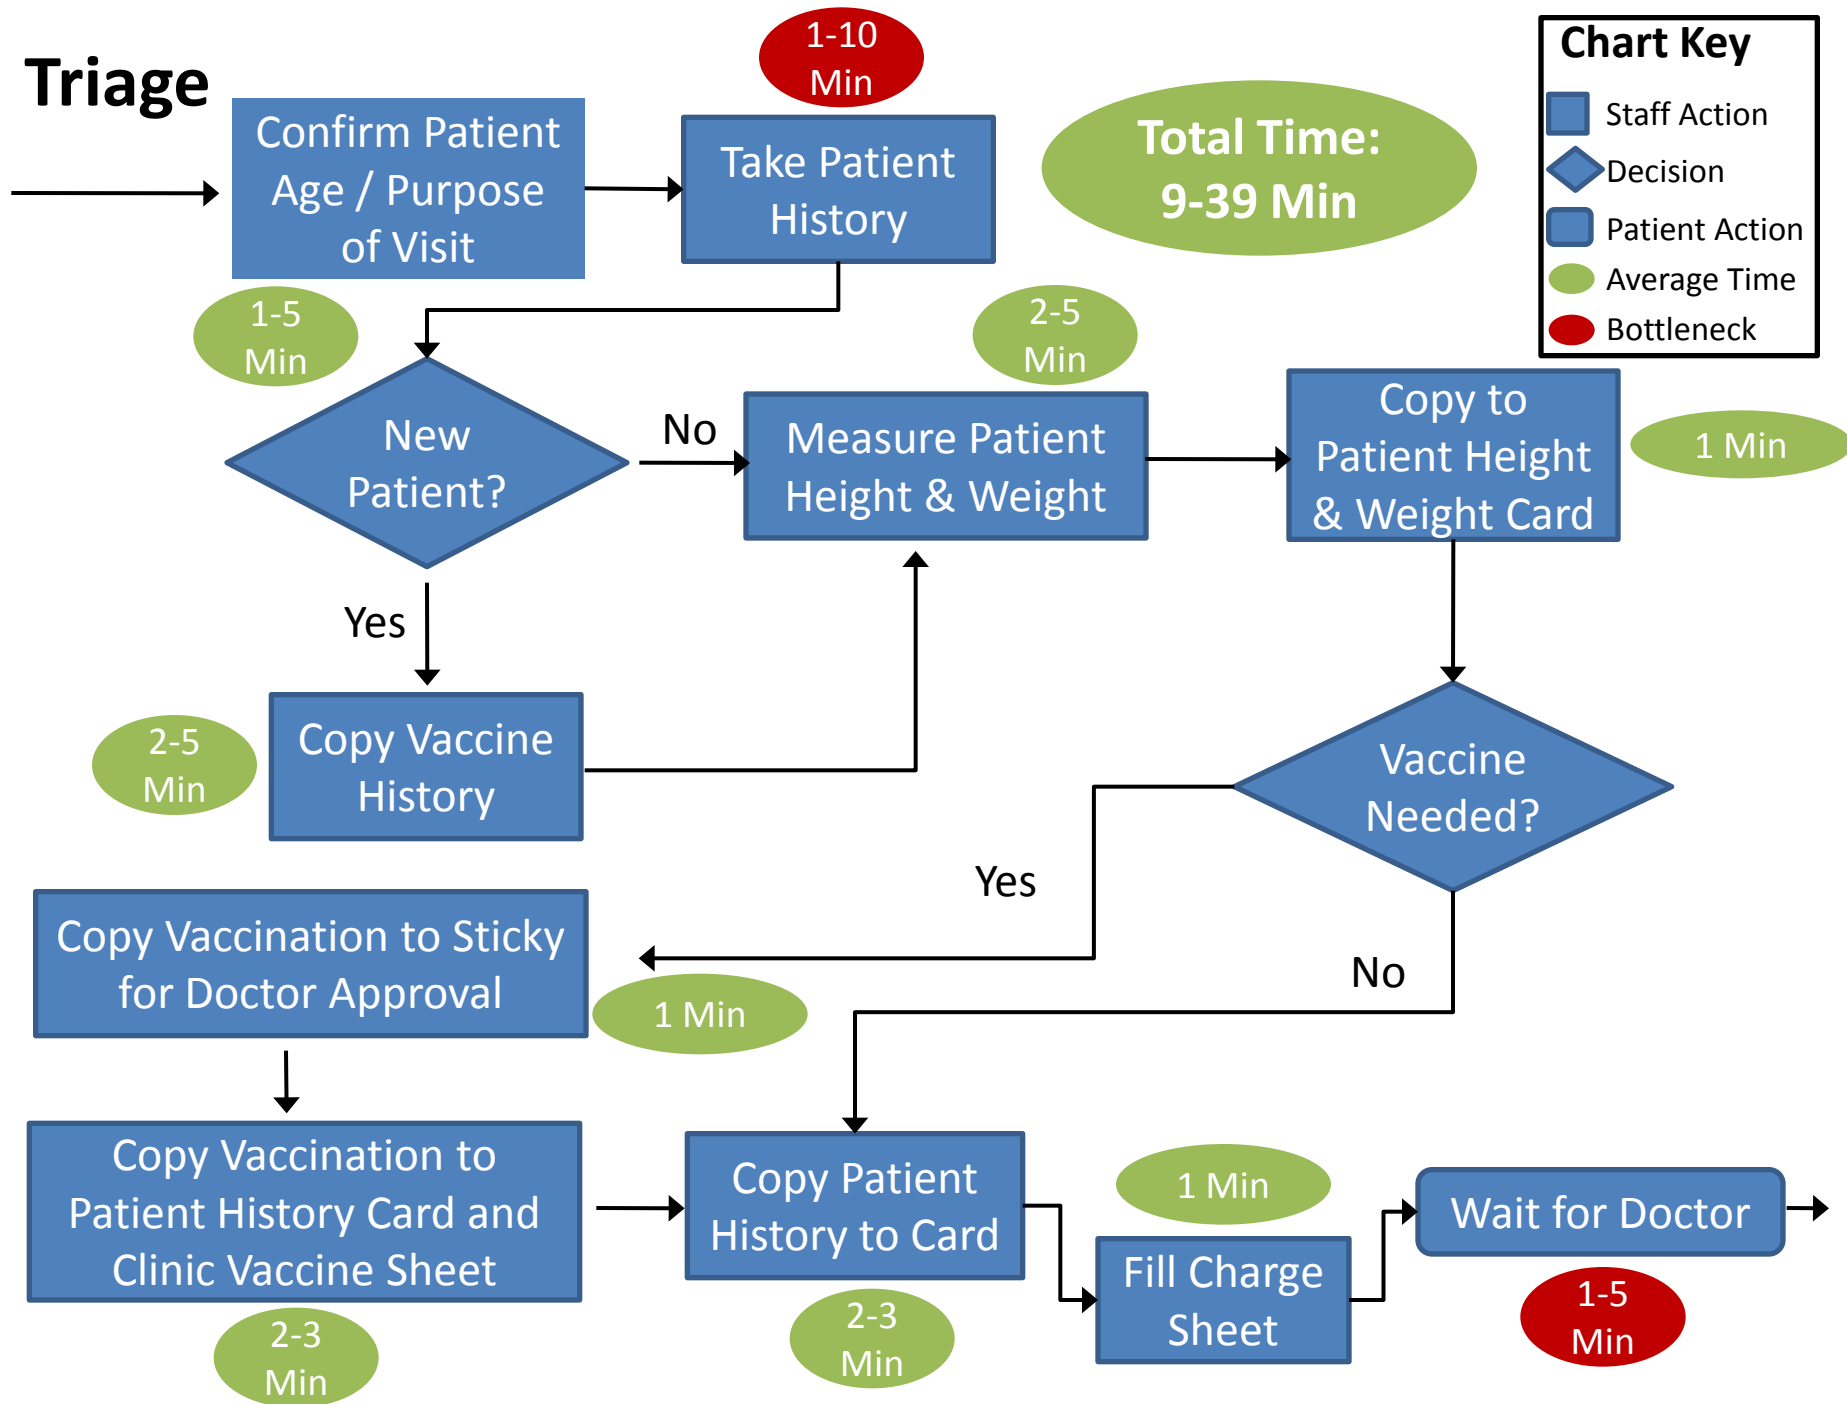 Triage
1-10
Min
Chart Key
Staff Action
Decision
Patient Action
Average Time
Bottleneck
Confirm Patient
Age / Purpose
of Visit
Take Patient
History
Total Time:
9-39 Min
1-5
Min
2-5
Min
New
Patient?
No
Measure Patient
Height & Weight
Copy to
Patient Height
& Weight Card
1 Min
Yes
2-5
Min
Copy Vaccine
History
Vaccine
Needed?
Yes
No
Copy Vaccination to Sticky
for Doctor Approval
1 Min
Copy Vaccination to
Patient History Card and
Clinic Vaccine Sheet
2-3
Min
Copy Patient
History to Card
2-3
Min
1 Min
Fill Charge
Sheet
Wait for Doctor
1-5
Min